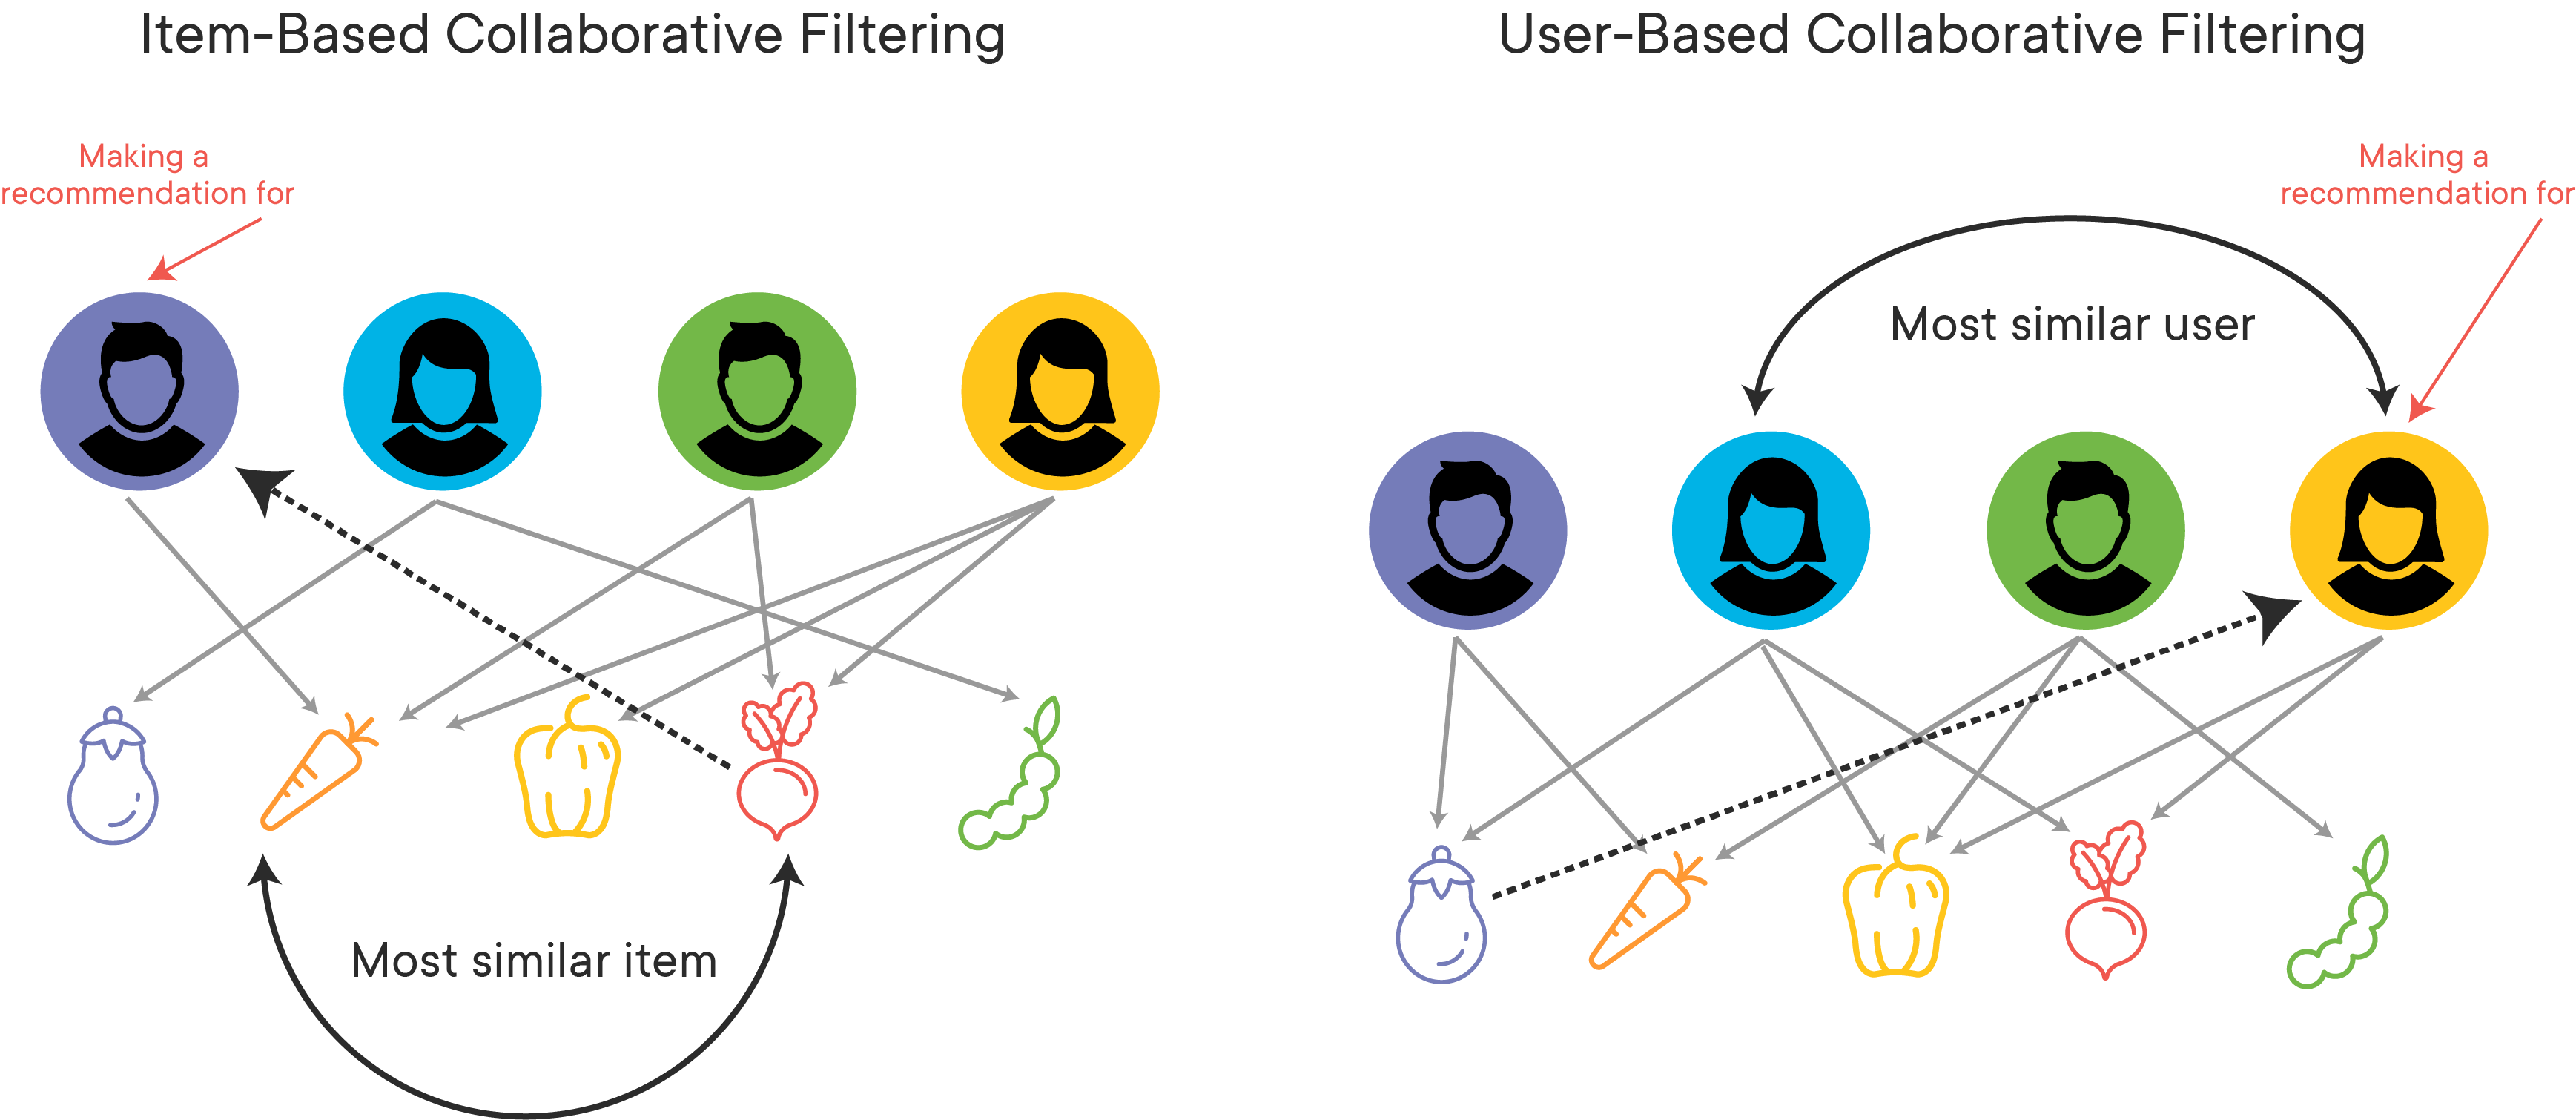 Item-Based Collaborative Filtering
Making a
recommendation for
Most similar item
User-Based Collaborative Filtering
Making a
recommendation for
Most similar user